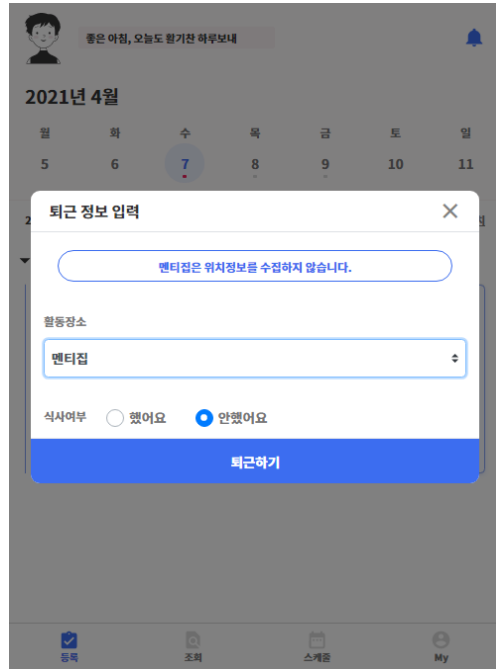 좋은 아침, 오늘도 활기찬 하루보내
2021년 4월
월 화 수 목 금 토 일
5 6 7 8 9 10 11
퇴근 정보 입력
멘티집은 위치정보를 수집하지 않습니다.
활동장소
멘티집
식사여부 했어요 안했어요
퇴근하기
등록 조회 스케줄 My